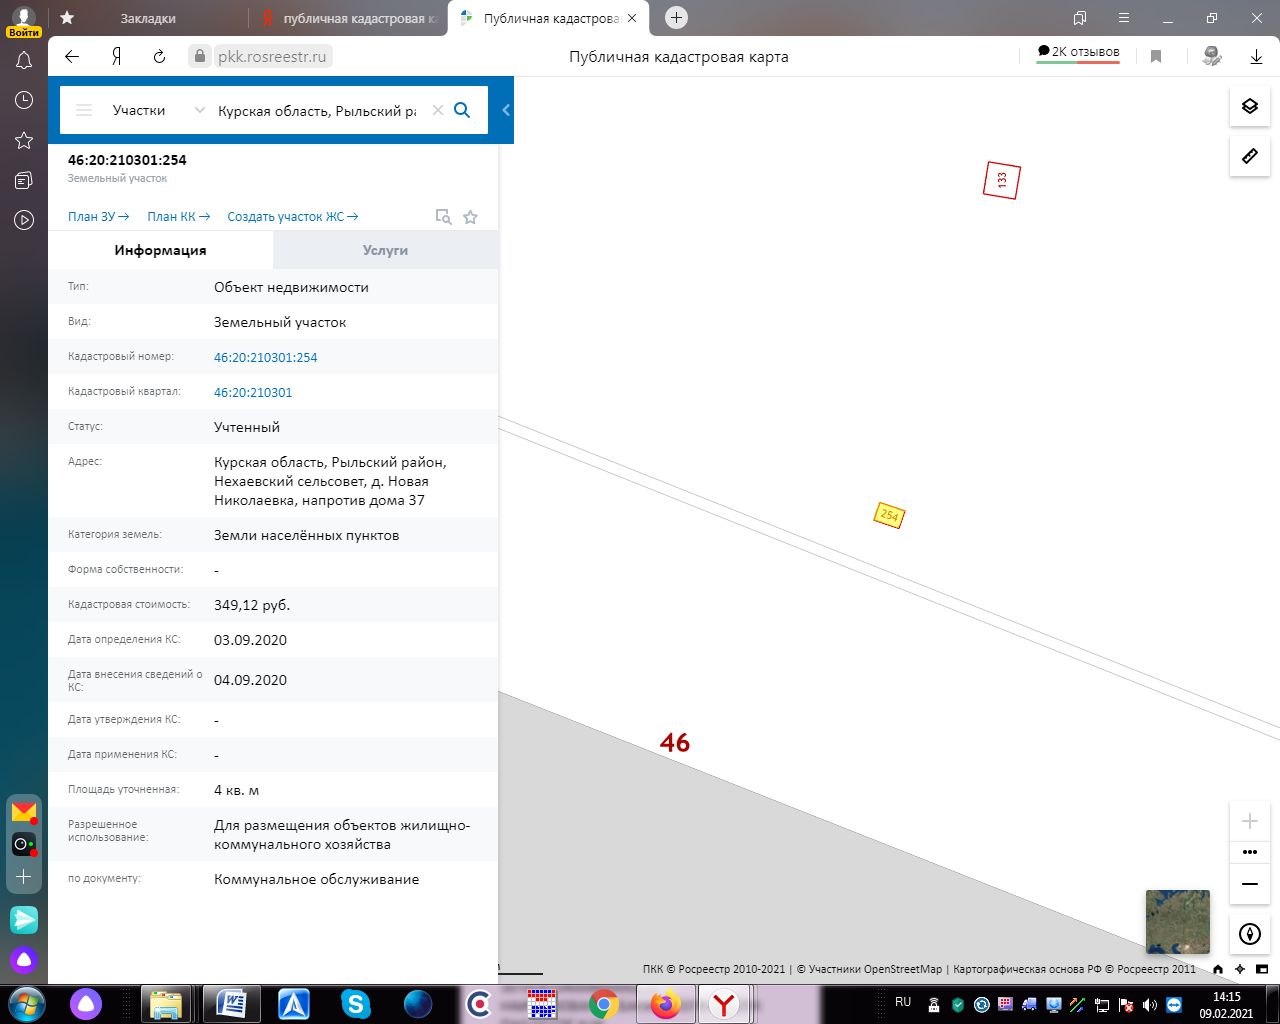 Закладки
публичная кадастровая ка
Публичная кадастрова
Войти
pkk.rosreestr.ru
Публичная кадастровая карта
2К отзывов
Участки
Курская область, Рыльский ра
46:20:210301:254
Земельный участок
План ЗУ →
План КК →
Создать участок ЖС →
Информация
Услуги
Тип:
Объект недвижимости
Вид:
Земельный участок
Кадастровый номер:
46:20:210301:254
Кадастровый квартал:
46:20:210301
Статус:
Учтенный
Адрес:
Курская область, Рыльский район,
Нехаевский сельсовет, д. Новая
Николаевка, напротив дома 37
Категория земель:
Земли населённых пунктов
Форма собственности:
-
Кадастровая стоимость:
349,12 руб.
Дата определения КС:
03.09.2020
Дата внесения сведений о
КС:
04.09.2020
Дата утверждения КС:
-
Дата применения КС:
-
Площадь уточненная:
4 кв. м
Разрешенное
использование:
Для размещения объектов жилищно-
коммунального хозяйства
по документу:
Коммунальное обслуживание
133
254
46
ПКК © Росреестр 2010-2021 | © Участники OpenStreetMap | Картографическая основа РФ © Росреестр 2011
RU
14:15
09.02.2021